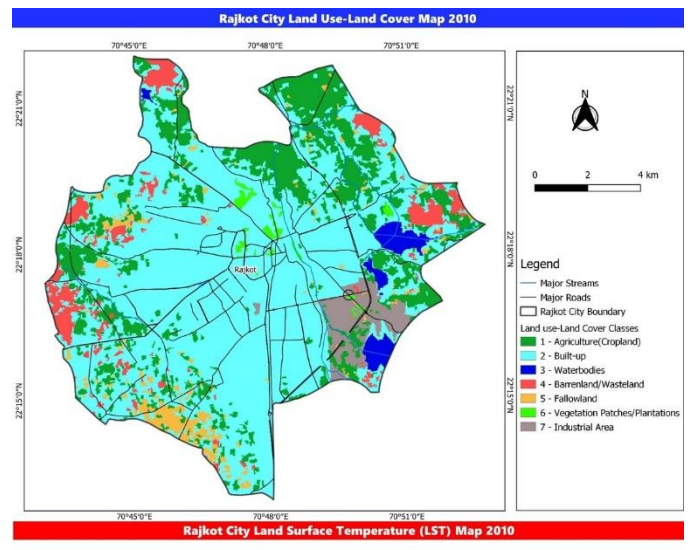 Rajkot City Land Use-Land Cover Map 2010
70°45'0"E 70°48'0"E 70°51'0"E
22°21'0"N 22°21'0"N
22°18'0"N 22°18'0"N
22°15'0"N 22°15'0"N
Rajkot
70°45'0"E 70°48'0"E 70°51'0"E
N
0 2 4 km
Legend
Major Streams
Major Roads
Rajkot City Boundary
Land use-Land Cover Classes
1 - Agriculture(Cropland)
2 - Built-up
3 - Waterbodies
4 - Barrenland/Wasteland
5 - Fallowland
6 - Vegetation Patches/Plantations
7 - Industrial Area
Rajkot City Land Surface Temperature (LST) Map 2010